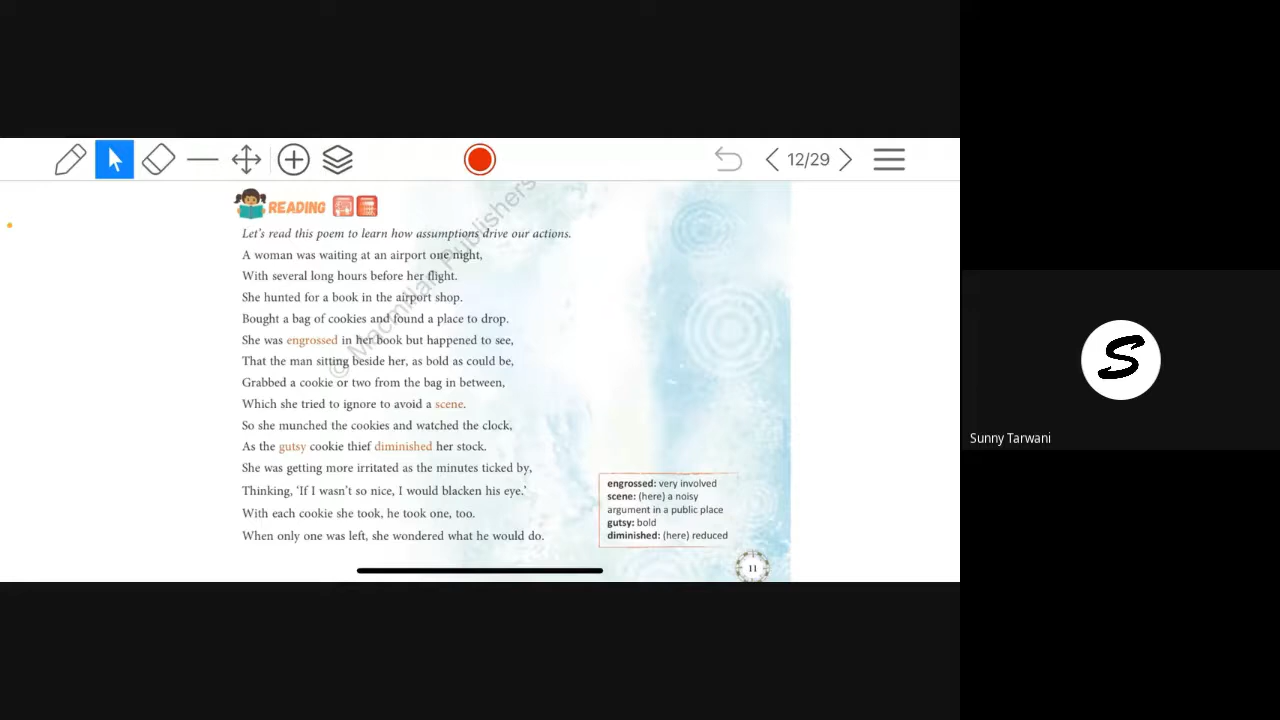 12/29
READING
Let's read this poem to learn how assumptions drive our actions.
A woman was waiting at an airport one night,
With several long hours before her flight.
She hunted for a book in the airport shop.
Bought a bag of cookies and found a place to drop.
She was engrossed in her book but happened to see,
That the man sitting beside her, as bold as could be,
Grabbed a cookie or two from the bag in between,
Which she tried to ignore to avoid a scene.
So she munched the cookies and watched the clock,
As the gutsy cookie thief diminished her stock.
She was getting more irritated as the minutes ticked by,
Thinking, 'If I wasn't so nice, I would blacken his eye.'
With each cookie she took, he took one, too.
When only one was left, she wondered what he would do.
engrossed: very involved
scene: (here) a noisy
argument in a public place
gutsy: bold
diminished: (here) reduced
11
© Macmillan Publishers
S
Sunny Tarwani